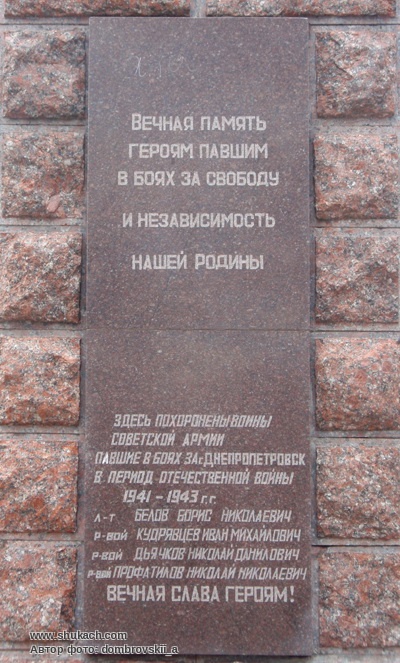 Вечная память
героям павшим
в боях за свободу
и независимость
нашей Родины
Здесь похоронены воины
Советской Армии
павшие в боях за г.Днепропетровск
в период Отечественной войны
1941 – 1943 г.г.
л-т Белов Борис Николаевич
р-вой Кудрявцев Иван Михайлович
р-вой Дьячков Николай Данилович
р-вой Профатилов Николай Николаевич
Вечная слава героям!
www.shukach.com
Автор фото: dombrovskii_a